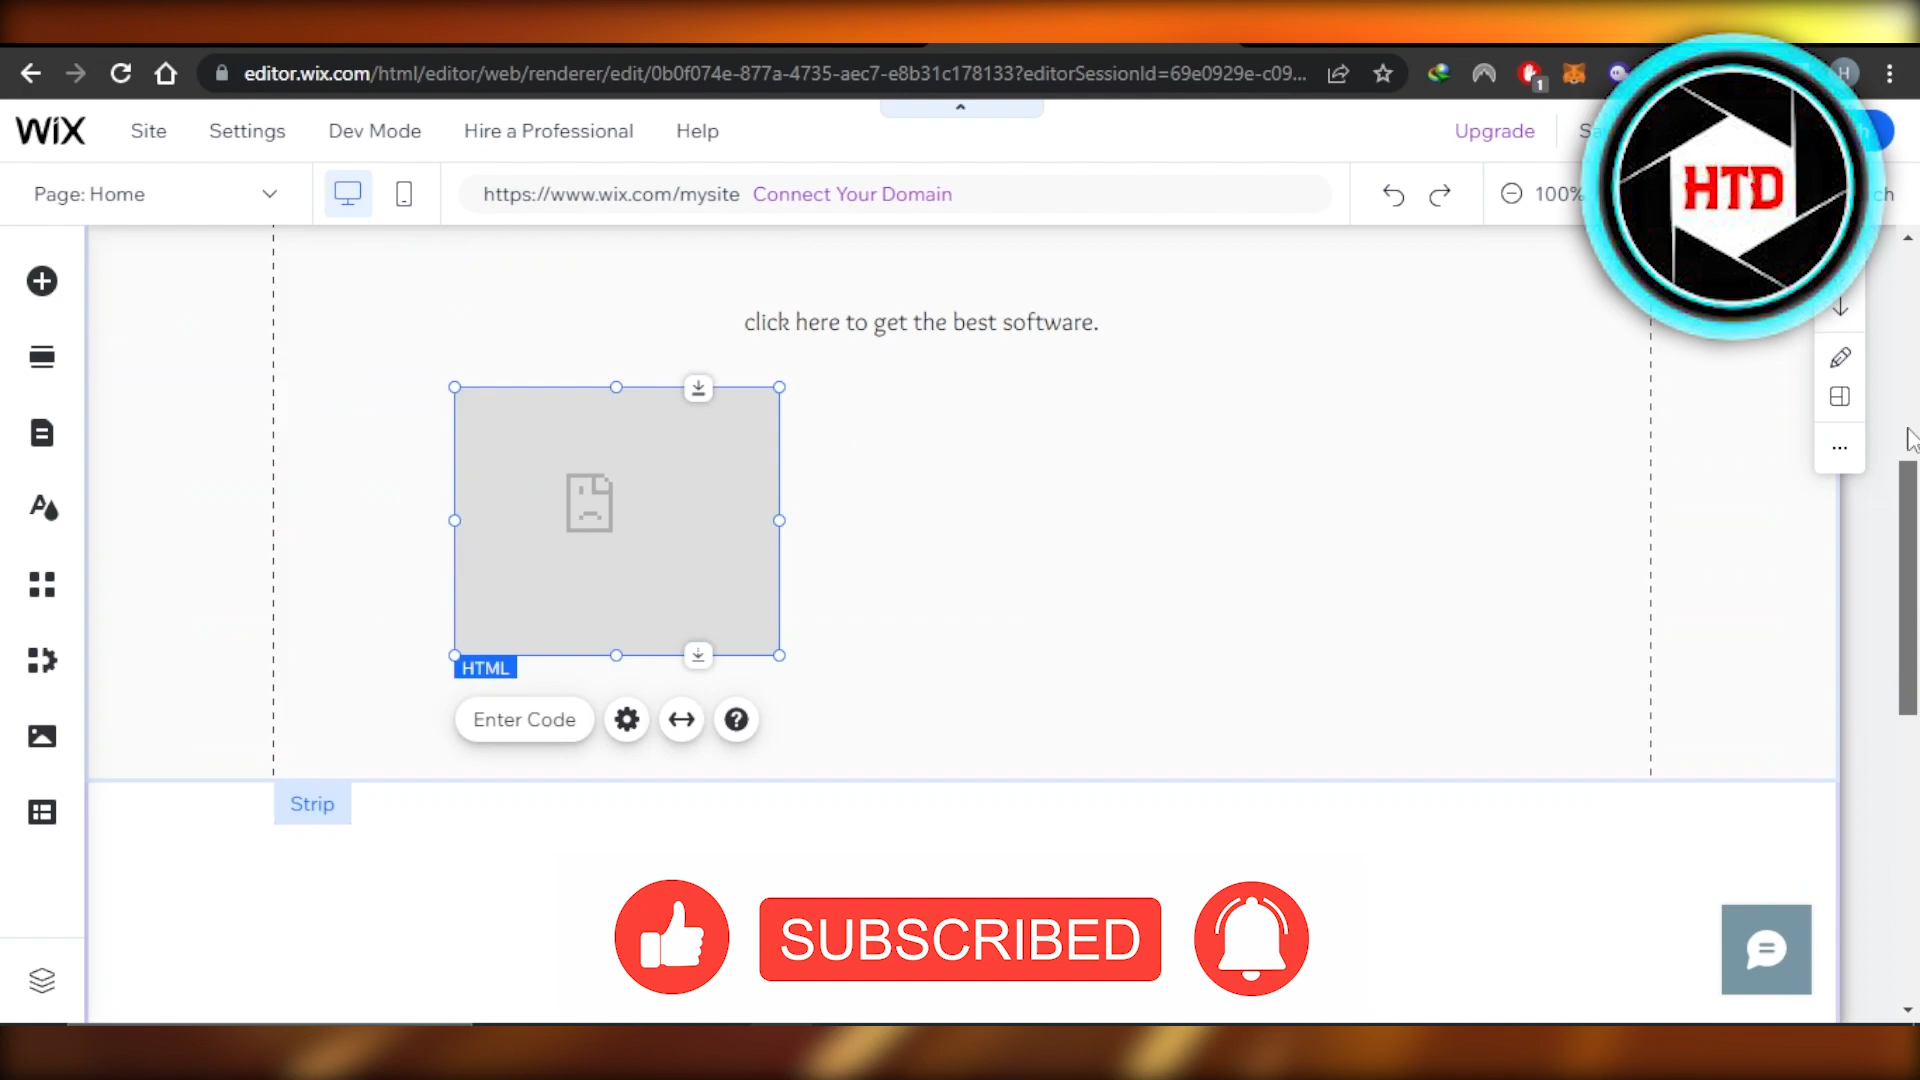 editor.wix.com/html/editor/web/renderer/edit/0b0f074e-877a-4735-aec7-e8b31c178133?editorSessionId=69e0929e-c09...
1
H
WiX
Site
Settings
Dev Mode
Hire a Professional
Help
Upgrade
HTD
Page: Home
https://www.wix.com/mysite
Connect Your Domain
100%
click here to get the best software.
HTML
Enter Code
?
Strip
SUBSCRIBED